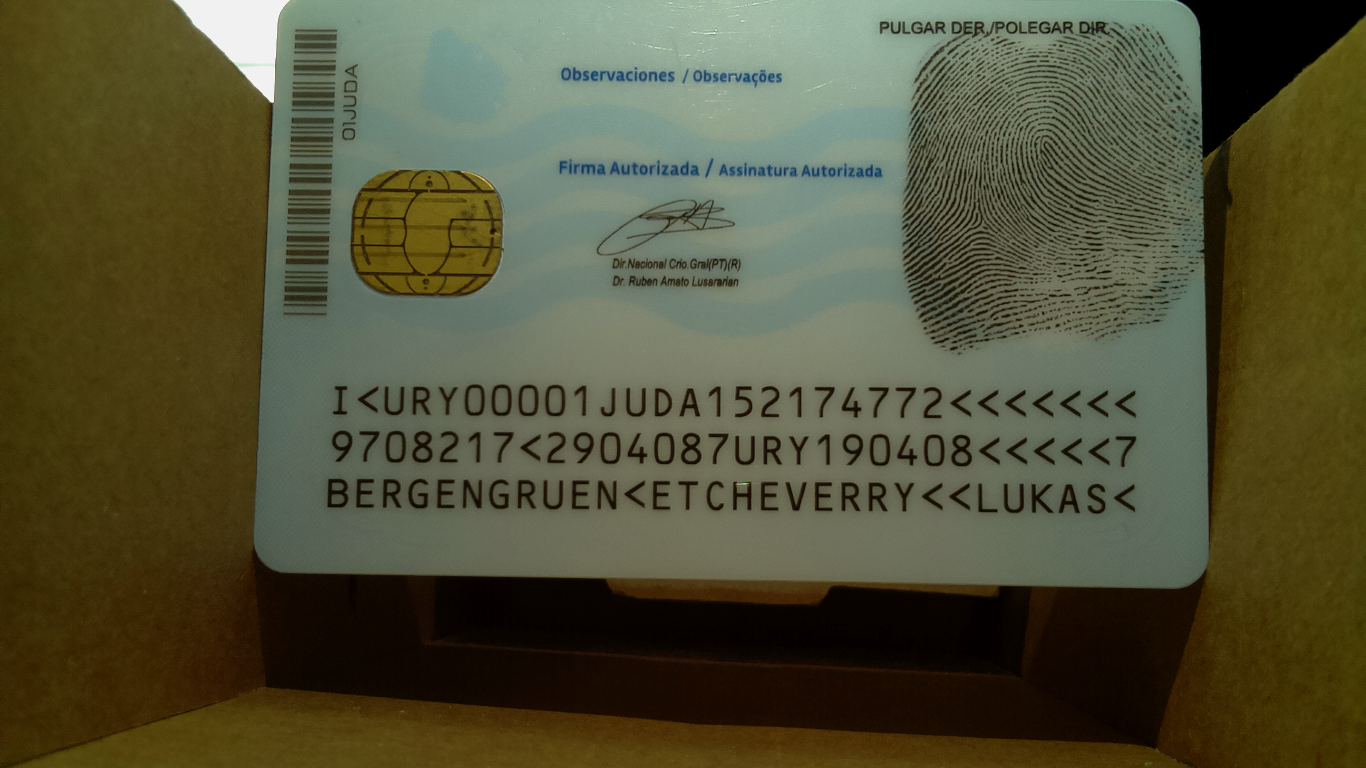 PULGAR DER./POLEGAR DIR.
01JUDA
Observaciones / Observações
Firma Autorizada / Assinatura Autorizada
Dir.Nacional Crio.Gral(PT)(R)
Dr. Ruben Amato Lusararian
I<URY00001JUDA152174772<<<<<<<
9708217<2904087URY190408<<<<<7
BERGENGRUEN<ETCHEVERRY<<LUKAS<